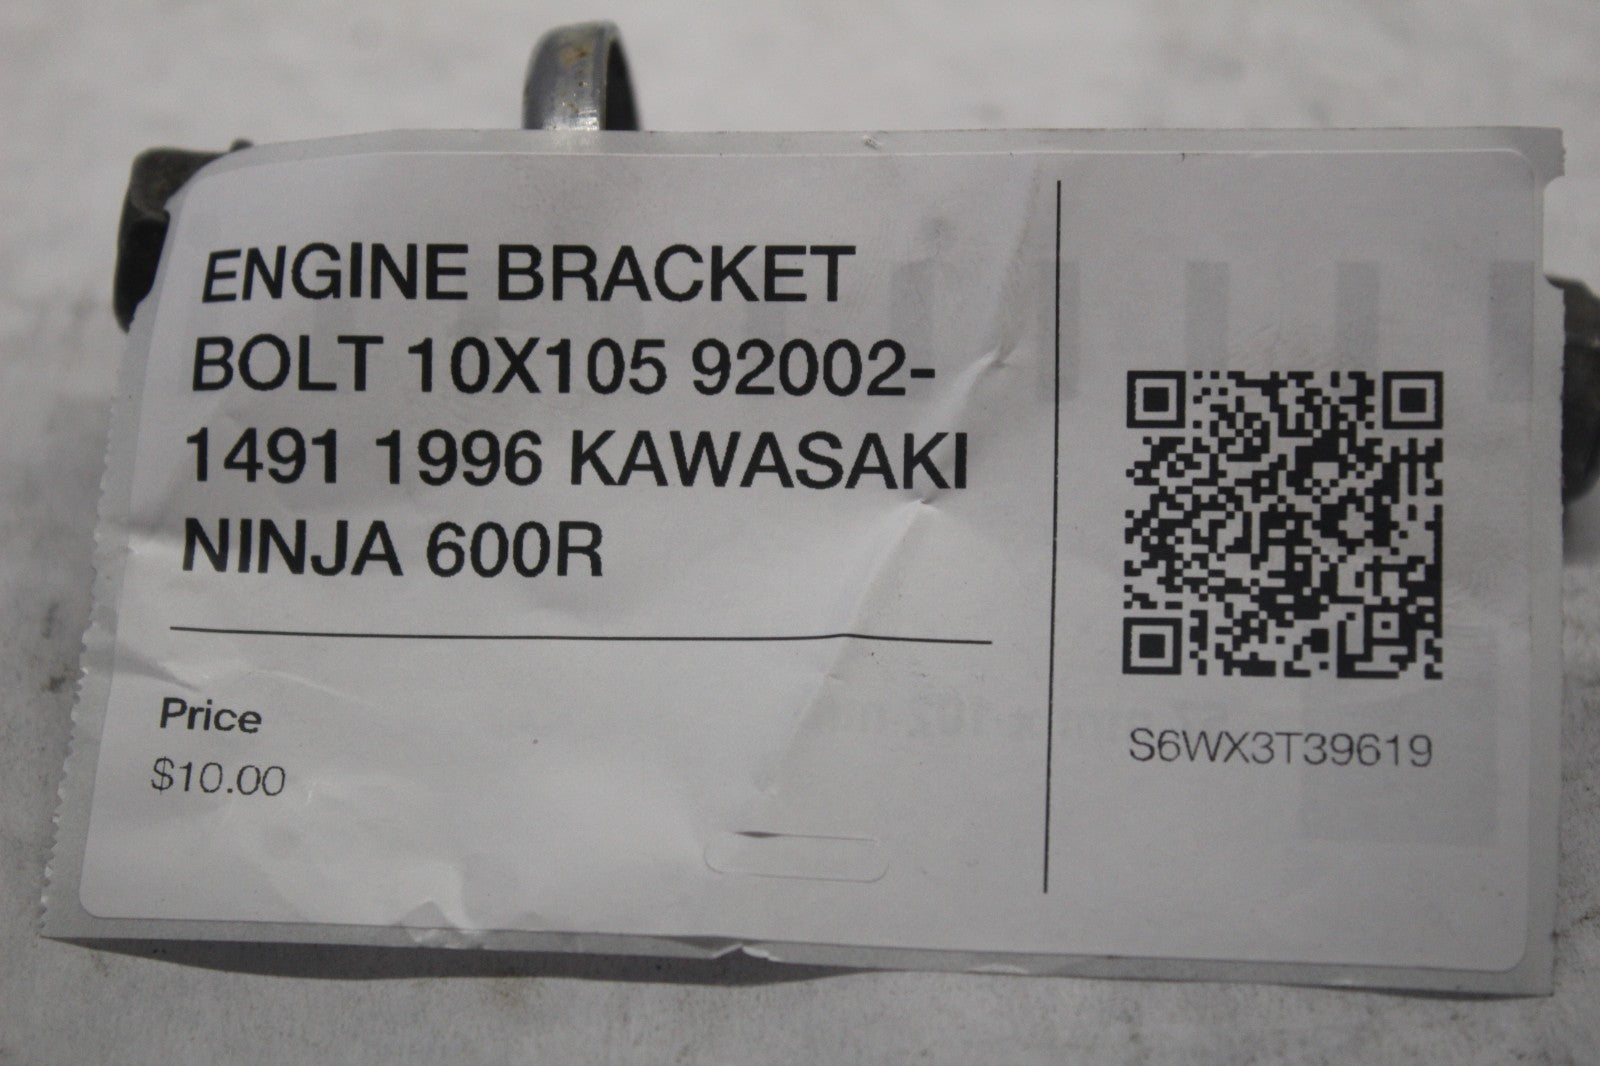 ENGINE BRACKET
BOLT 10X105 92002-
1491 1996 KAWASAKI
NINJA 600R
Price
$10.00
S6WX3T39619